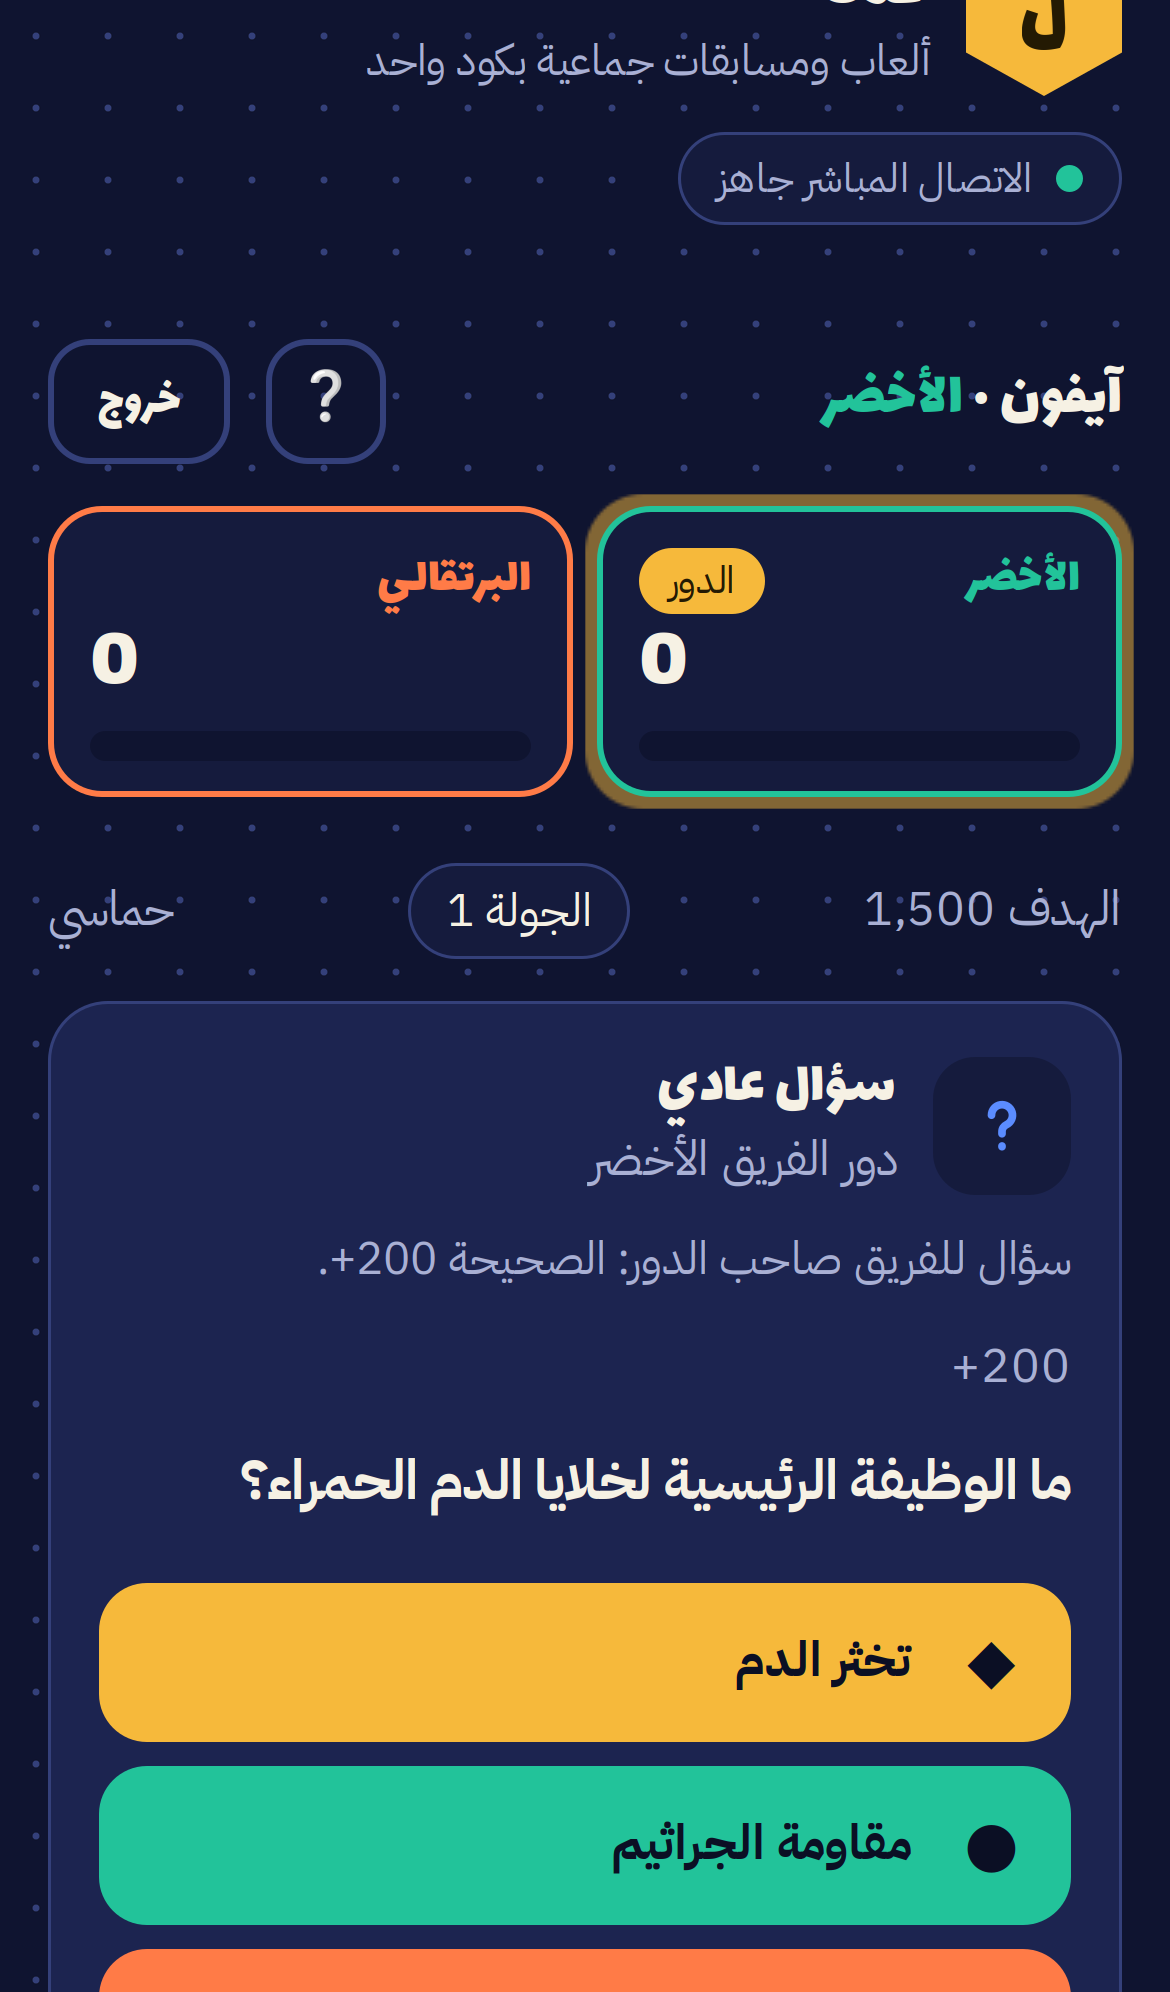 ل
ألعاب ومسابقات جماعية بكود واحد
الاتصال المباشر جاهز
آيفون · الأخضر
?
خروج
الأخضر
الدور
0
البرتقالي
0
الهدف 1,500
الجولة 1
حماسي
?
سؤال عادي
دور الفريق الأخضر
سؤال للفريق صاحب الدور: الصحيحة 200+.
+200
ما الوظيفة الرئيسية لخلايا الدم الحمراء؟
تخثر الدم
مقاومة الجراثيم